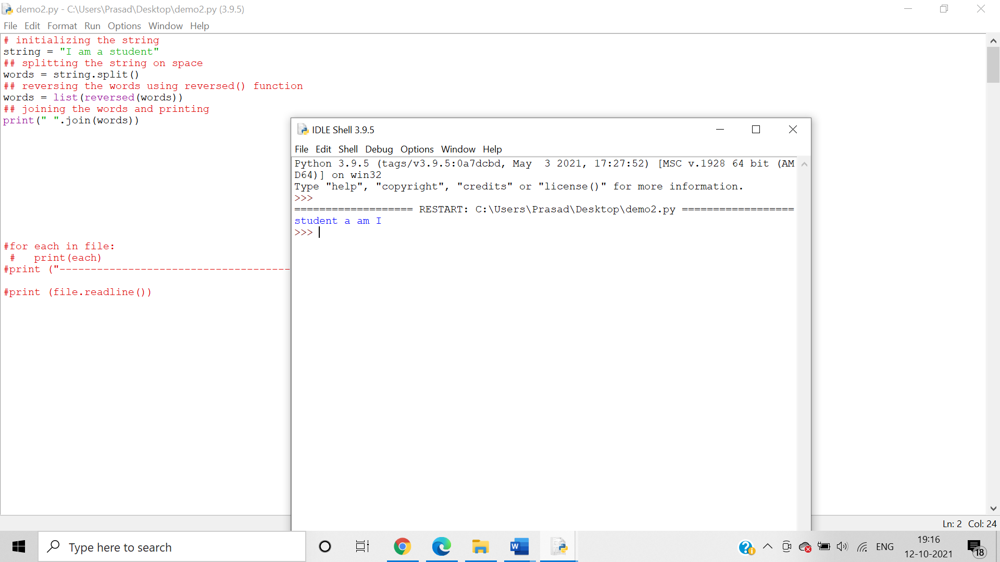 demo2.py - C:\Users\Prasad\Desktop\demo2.py (3.9.5)
File Edit Format Run Options Window Help
# initializing the string
string = "I am a student"
## splitting the string on space
words = string.split()
## reversing the words using reversed() function
words = list(reversed(words))
## joining the words and printing
print(" ".join(words))
#for each in file:
 #   print(each)
#print ("-------------------------------------
#print (file.readline())
IDLE Shell 3.9.5
File Edit Shell Debug Options Window Help
Python 3.9.5 (tags/v3.9.5:0a7dcbd, May  3 2021, 17:27:52) [MSC v.1928 64 bit (AM
D64)] on win32
Type "help", "copyright", "credits" or "license()" for more information.
>>>
=================== RESTART: C:\Users\Prasad\Desktop\demo2.py ==================
student a am I
>>>
Ln: 2 Col: 24
Type here to search
W
ENG
19:16
12-10-2021
18